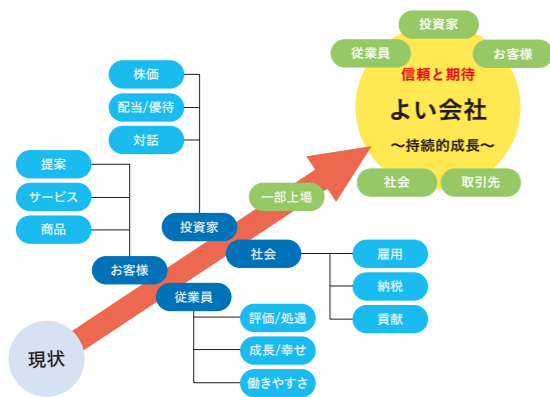 投資家
従業員
お客様
信頼と期待
よい会社
～持続的成長～
社会
取引先
株価
配当/優待
対話
投資家
一部上場
提案
サービス
商品
お客様
社会
雇用
納税
貢献
従業員
評価/処遇
成長/幸せ
働きやすさ
現状